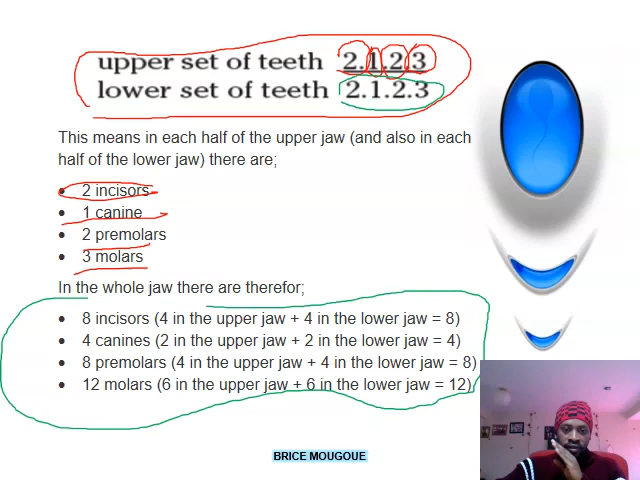 upper set of teeth 2.1.2.3
lower set of teeth 2.1.2.3
This means in each half of the upper jaw (and also in each
half of the lower jaw) there are;
• 2 incisors
• 1 canine
• 2 premolars
• 3 molars
In the whole jaw there are therefor;
• 8 incisors (4 in the upper jaw + 4 in the lower jaw = 8)
• 4 canines (2 in the upper jaw + 2 in the lower jaw = 4)
• 8 premolars (4 in the upper jaw + 4 in the lower jaw = 8)
• 12 molars (6 in the upper jaw + 6 in the lower jaw = 12)
BRICE MOUGOUE